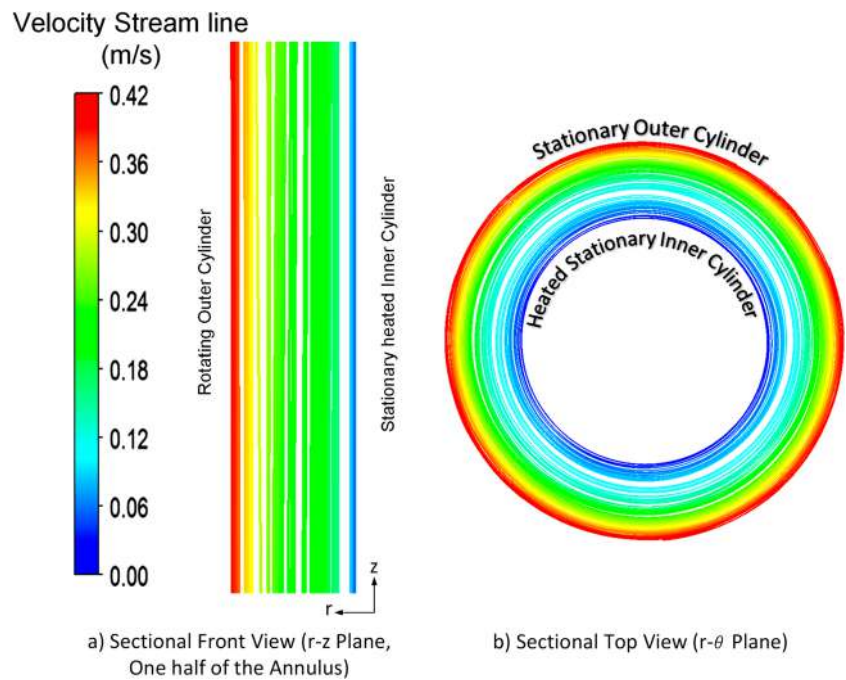 Velocity Stream line
(m/s)
0.42
0.36
0.30
0.24
0.18
0.12
0.06
0.00
Rotating Outer Cylinder
Stationary heated Inner Cylinder
z
r
Stationary Outer Cylinder
Heated Stationary Inner Cylinder
a) Sectional Front View (r-z Plane,
One half of the Annulus)
b) Sectional Top View (r-θ Plane)